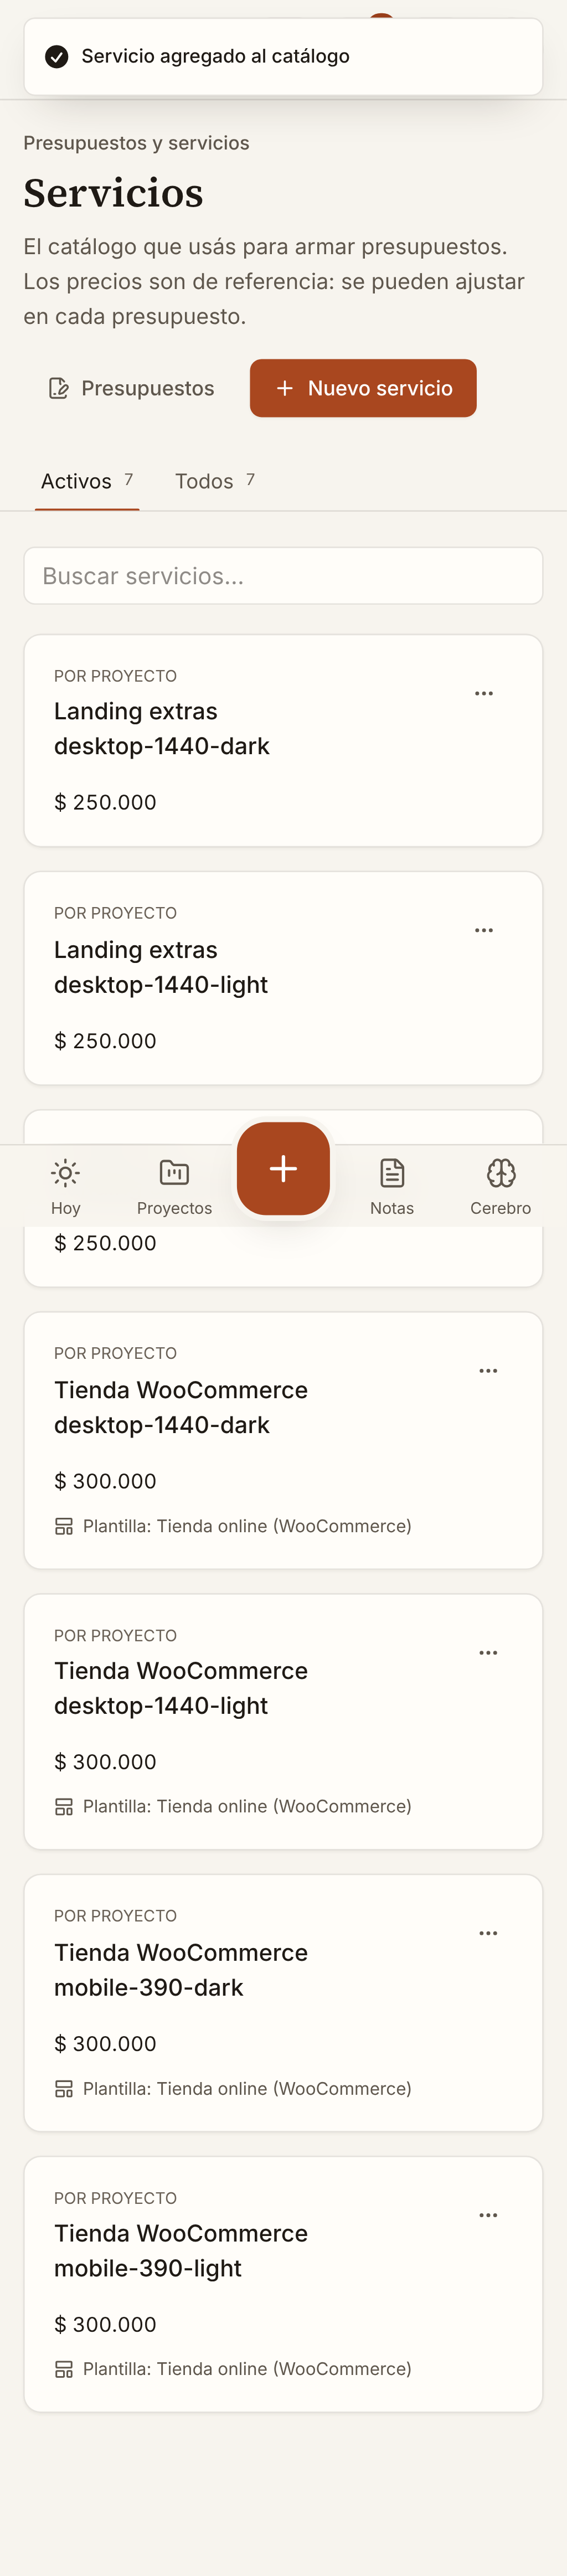 Servicio agregado al catálogo
Presupuestos y servicios
Servicios
El catálogo que usás para armar presupuestos.
Los precios son de referencia: se pueden ajustar
en cada presupuesto.
Presupuestos
Nuevo servicio
Activos 7
Todos 7
Buscar servicios...
POR PROYECTO
Landing extras
desktop-1440-dark
$ 250.000
POR PROYECTO
Landing extras
desktop-1440-light
$ 250.000
Hoy
Proyectos
Notas
Cerebro
$ 250.000
POR PROYECTO
Tienda WooCommerce
desktop-1440-dark
$ 300.000
Plantilla: Tienda online (WooCommerce)
POR PROYECTO
Tienda WooCommerce
desktop-1440-light
$ 300.000
Plantilla: Tienda online (WooCommerce)
POR PROYECTO
Tienda WooCommerce
mobile-390-dark
$ 300.000
Plantilla: Tienda online (WooCommerce)
POR PROYECTO
Tienda WooCommerce
mobile-390-light
$ 300.000
Plantilla: Tienda online (WooCommerce)